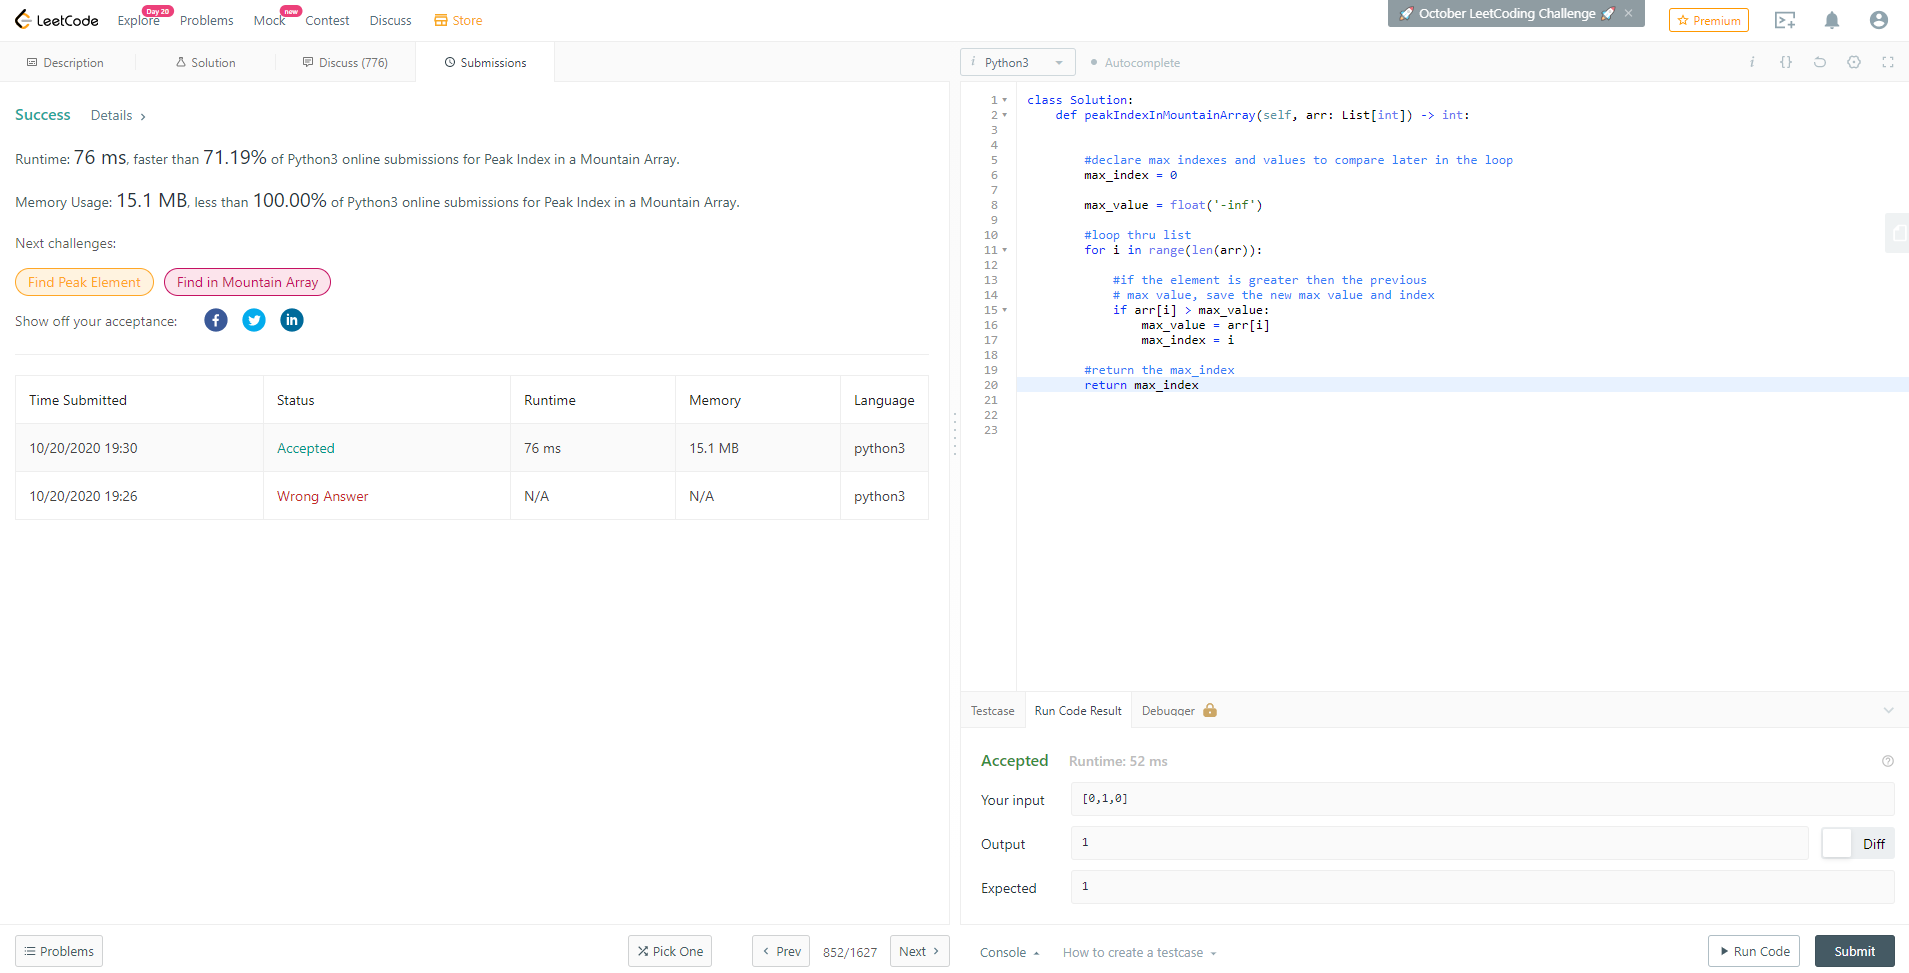 LeetCode Explore Day 20 Problems Mock new Contest Discuss Store 🚀 October LeetCoding Challenge 🚀 × Premium
Description Solution Discuss (776) Submissions
i Python3 Autocomplete i {}
Success Details >
Runtime: 76 ms, faster than 71.19% of Python3 online submissions for Peak Index in a Mountain Array.
Memory Usage: 15.1 MB, less than 100.00% of Python3 online submissions for Peak Index in a Mountain Array.
Next challenges:
Find Peak Element Find in Mountain Array
Show off your acceptance:
Time Submitted Status Runtime Memory Language
10/20/2020 19:30 Accepted 76 ms 15.1 MB python3
10/20/2020 19:26 Wrong Answer N/A N/A python3
Problems Pick One < Prev 852/1627 Next >
1 class Solution:
2 def peakIndexInMountainArray(self, arr: List[int]) -> int:
3
4
5 #declare max indexes and values to compare later in the loop
6 max_index = 0
7
8 max_value = float('-inf')
9
10 #loop thru list
11 for i in range(len(arr)):
12
13 #if the element is greater then the previous
14 # max value, save the new max value and index
15 if arr[i] > max_value:
16 max_value = arr[i]
17 max_index = i
18
19 #return the max_index
20 return max_index
21
22
23
Testcase Run Code Result Debugger
Accepted Runtime: 52 ms
Your input [0,1,0]
Output 1 Diff
Expected 1
Console How to create a testcase Run Code Submit